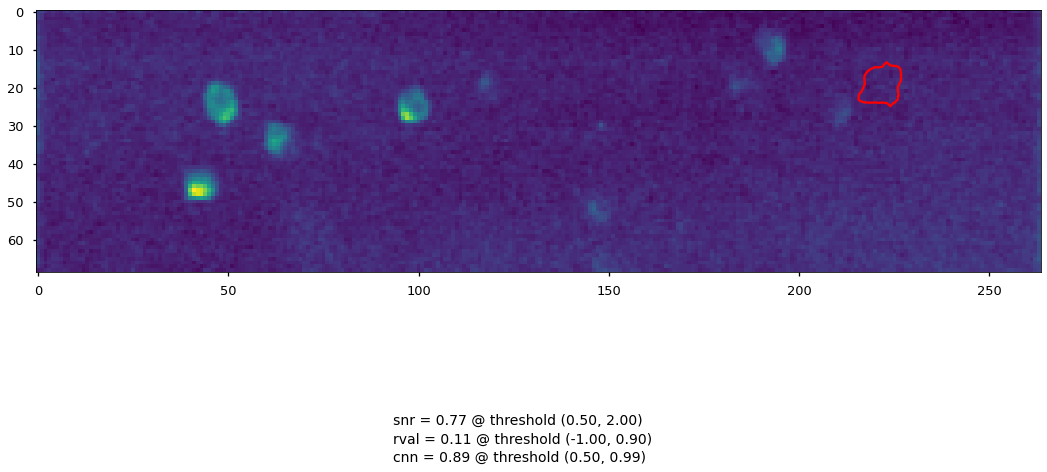 0
10
20
30
40
50
60
0 50 100 150 200 250
snr = 0.77 @ threshold (0.50, 2.00)
rval = 0.11 @ threshold (-1.00, 0.90)
cnn = 0.89 @ threshold (0.50, 0.99)